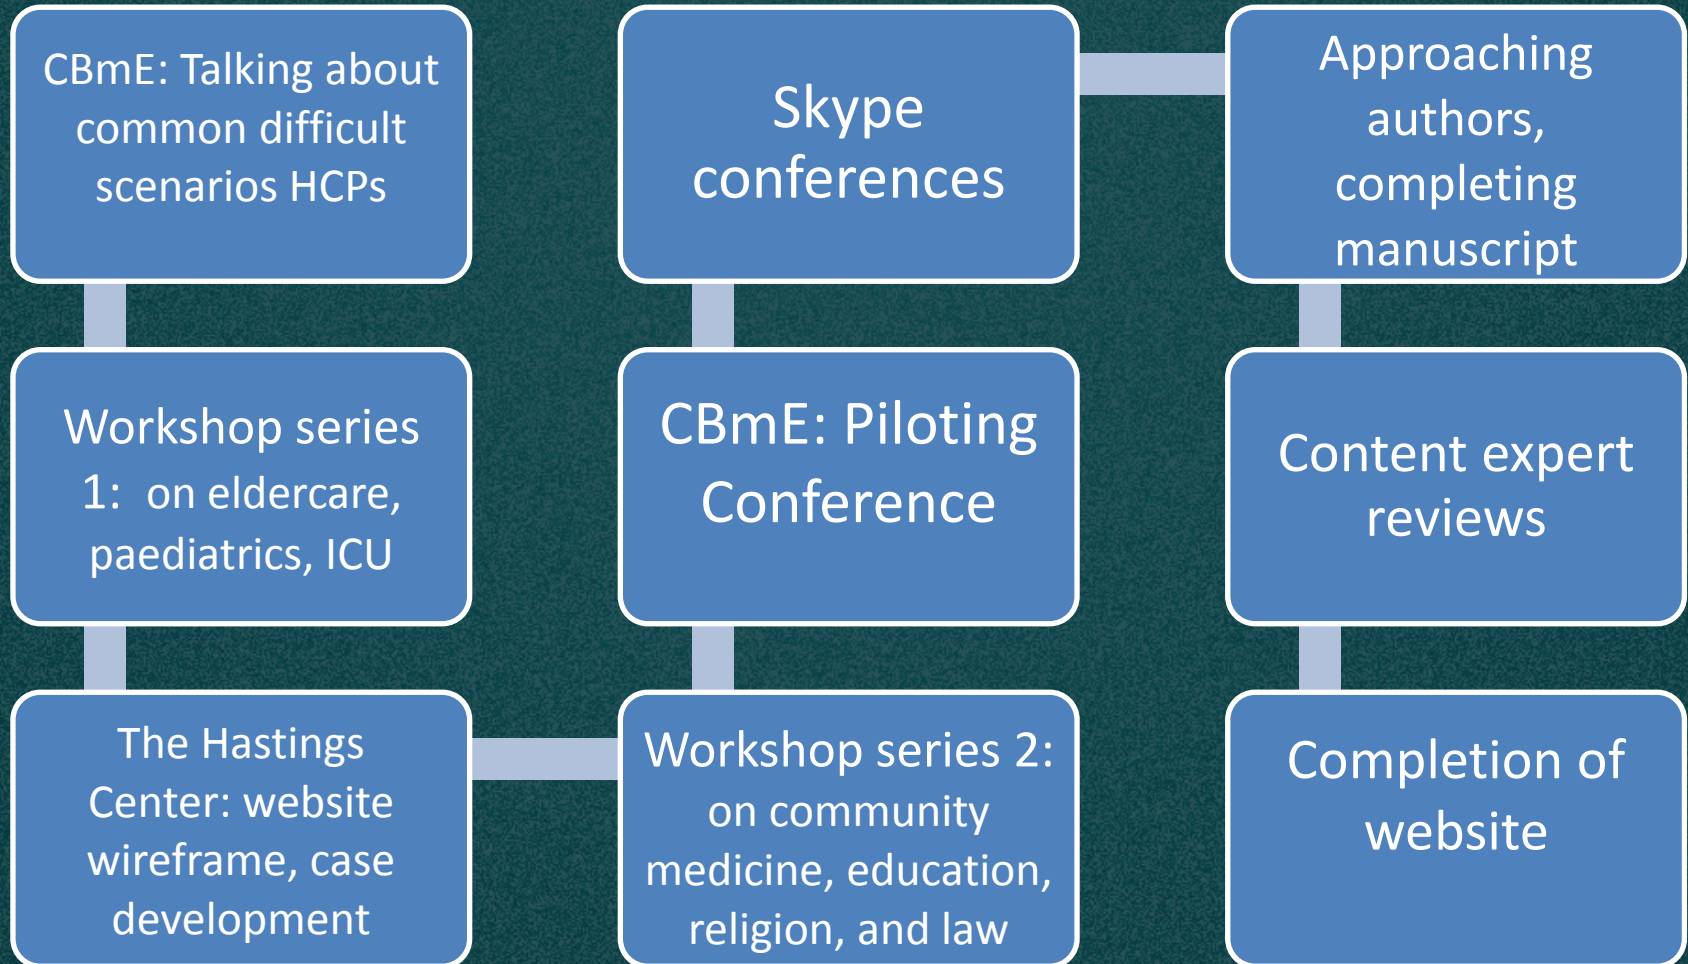 CBmE: Talking about
common difficult
scenarios HCPs
Workshop series
1: on eldercare,
paediatrics, ICU
The Hastings
Center: website
wireframe, case
development
Workshop series 2:
on community
medicine, education,
religion, and law
CBmE: Piloting
Conference
Skype
conferences
Approaching
authors,
completing
manuscript
Content expert
reviews
Completion of
website